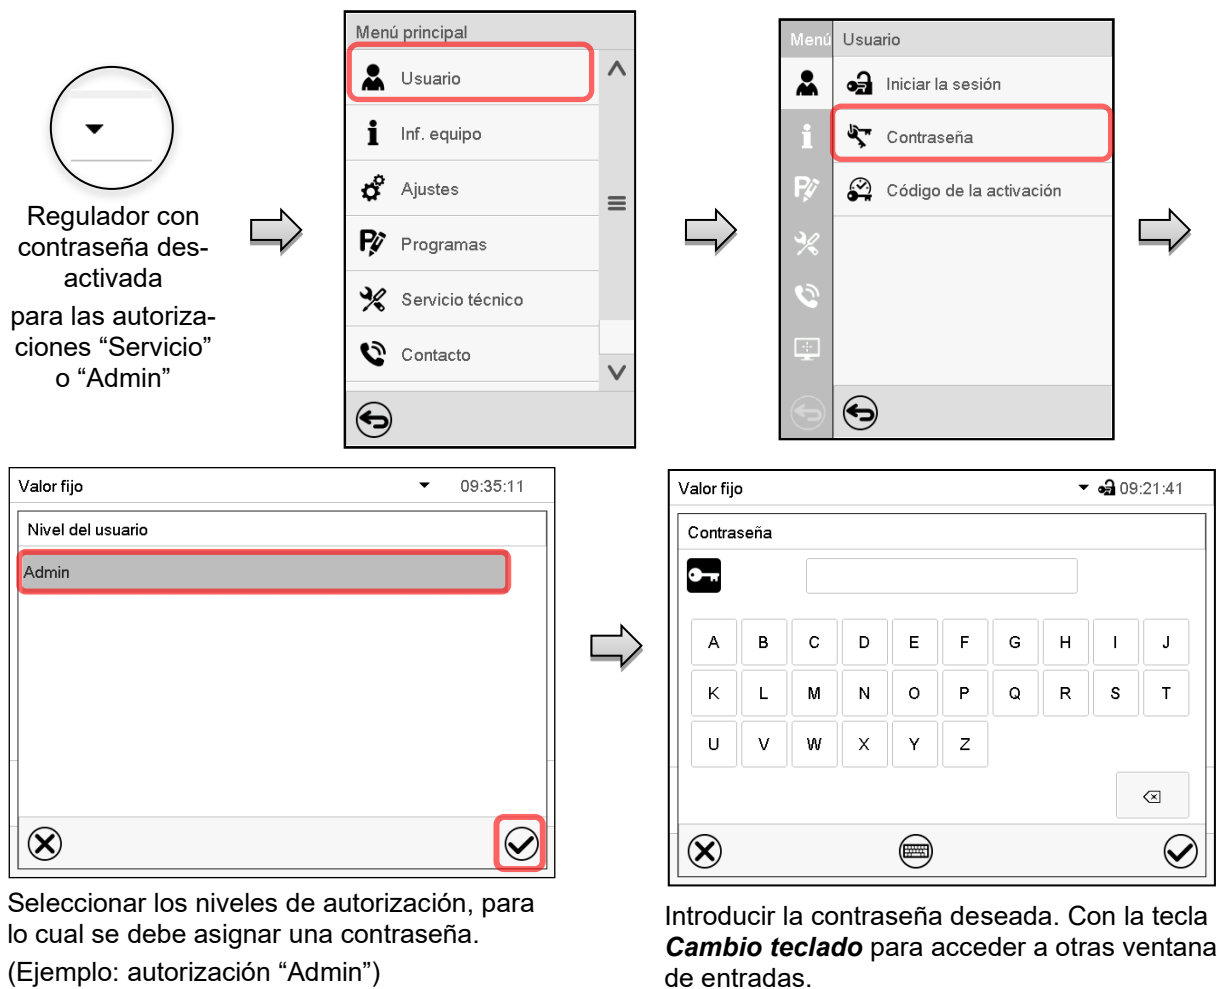 Regulador con
contraseña des-
activada
para las autoriza-
ciones “Servicio”
o “Admin”
Menú principal
Usuario
Inf. equipo
Ajustes
Programas
Servicio técnico
Contacto
Menú
Usuario
Iniciar la sesión
Contraseña
Código de la activación
Valor fijo 09:35:11
Nivel del usuario
Admin
Seleccionar los niveles de autorización, para
lo cual se debe asignar una contraseña.
(Ejemplo: autorización “Admin”)
Valor fijo 09:21:41
Contraseña
A B C D E F G H I J
K L M N O P Q R S T
U V W X Y Z
Introducir la contraseña deseada. Con la tecla
Cambio teclado para acceder a otras ventana
de entradas.